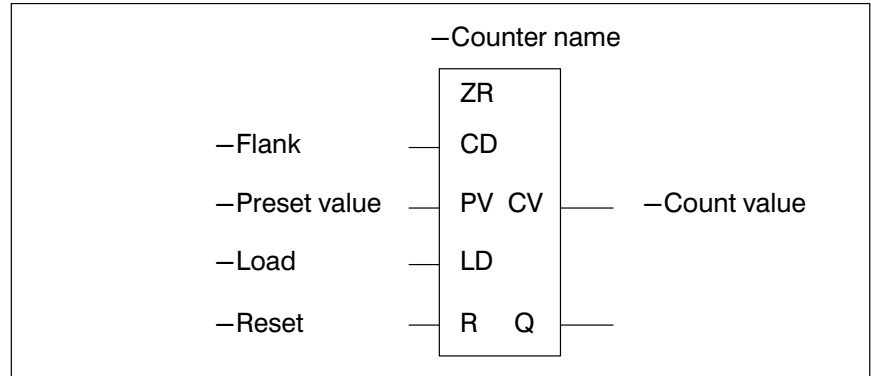 –Counter name
ZR
–Flank CD
–Preset value PV CV –Count value
–Load LD
–Reset R Q